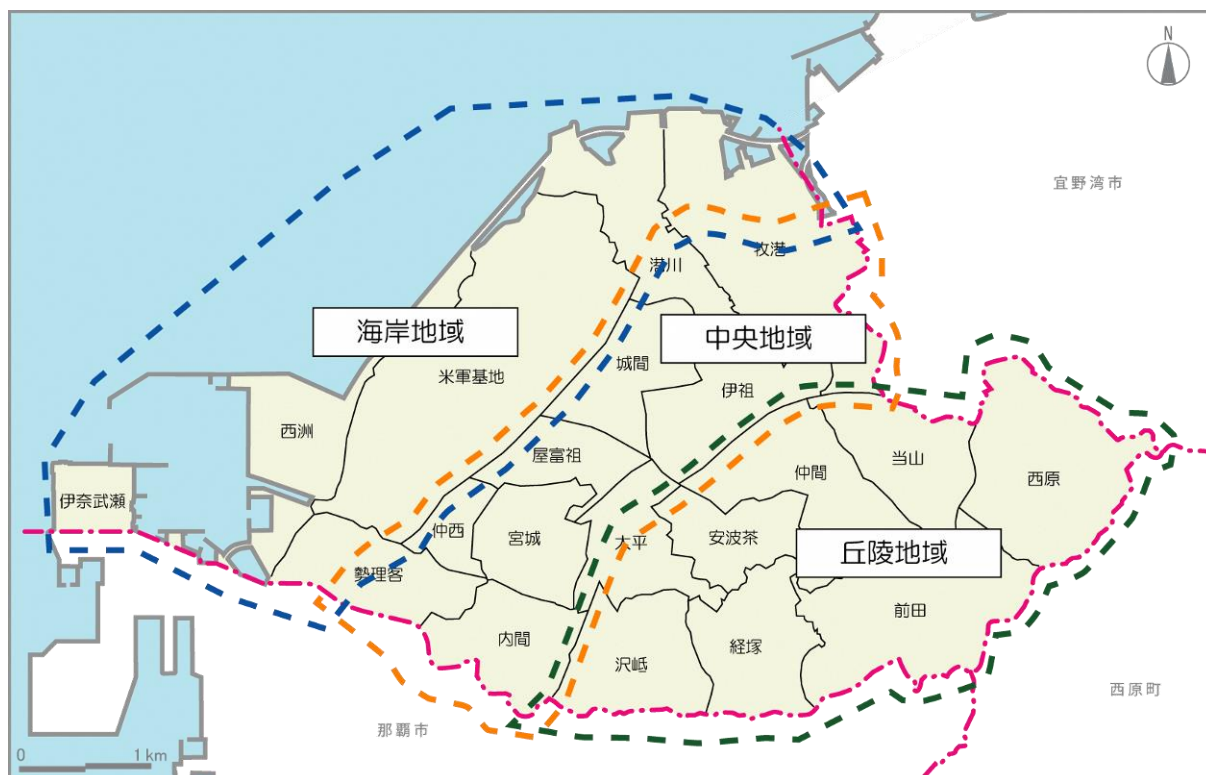 N
宜野湾市
牧港
港川
海岸地域
中央地域
城間
伊祖
米軍基地
西洲
屋富祖
仲間
当山
西原
伊奈武瀬
仲西
宮城
大平
安波茶
丘陵地域
勢理客
内間
沢岻
経塚
前田
西原町
那覇市
0
1 km